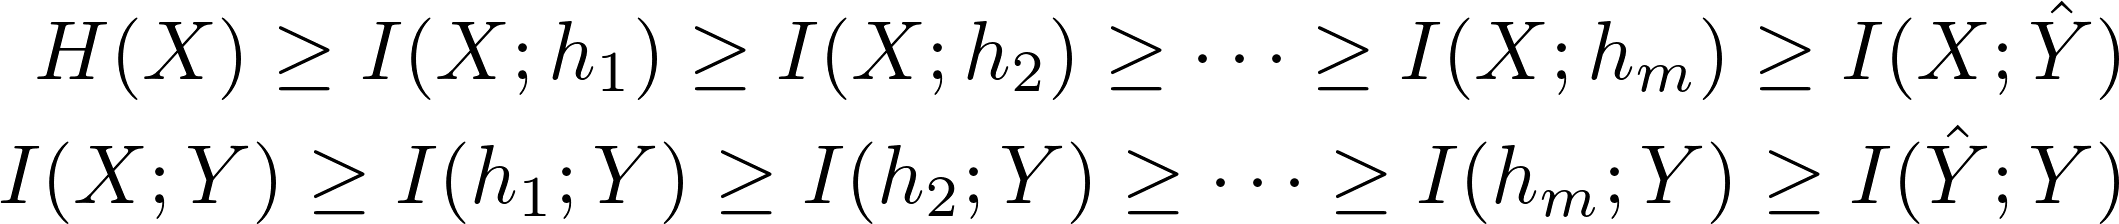 H(X) ≥ I(X; h₁) ≥ I(X; h₂) ≥ ··· ≥ I(X; hₘ) ≥ I(X; Ŷ)
I(X; Y) ≥ I(h₁; Y) ≥ I(h₂; Y) ≥ ··· ≥ I(hₘ; Y) ≥ I(Ŷ; Y)